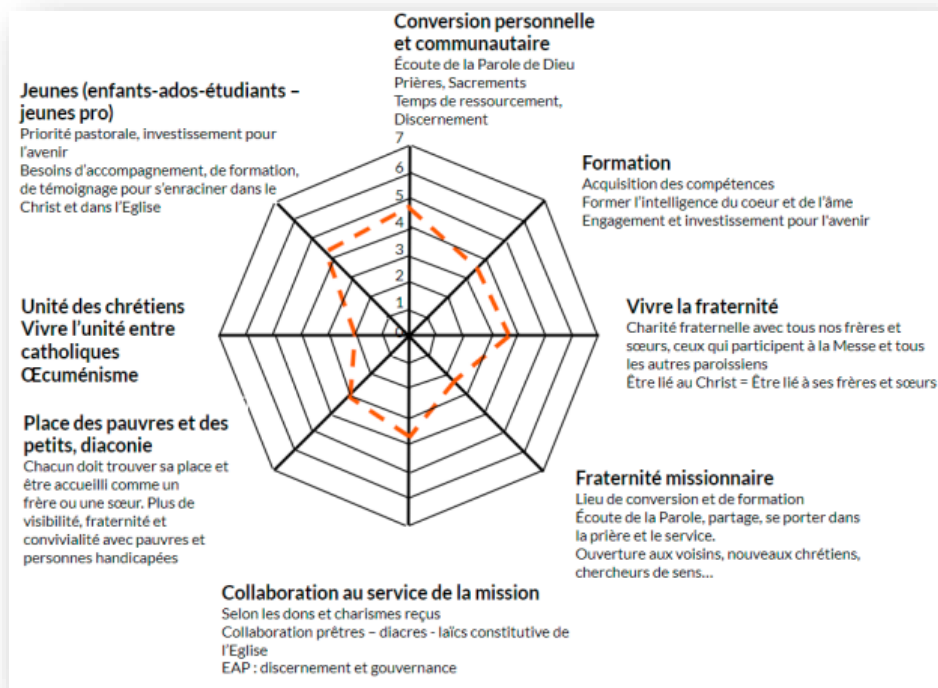 Conversion personnelle
et communautaire
Écoute de la Parole de Dieu
Prières, Sacrements
Temps de ressourcement,
Discernement
7
6
5
4
3
2
1
0
Jeunes (enfants-ados-étudiants –
jeunes pro)
Priorité pastorale, investissement pour
l'avenir
Besoins d'accompagnement, de formation,
de témoignage pour s'enraciner dans le
Christ et dans l'Eglise
Formation
Acquisition des compétences
Former l'intelligence du coeur et de l'âme
Engagement et investissement pour l'avenir
Unité des chrétiens
Vivre l'unité entre
catholiques
Œcuménisme
Vivre la fraternité
Charité fraternelle avec tous nos frères et
sœurs, ceux qui participent à la Messe et tous
les autres paroissiens
Être lié au Christ = Être lié à ses frères et sœurs
Place des pauvres et des
petits, diaconie
Chacun doit trouver sa place et
être accueilli comme un
frère ou une sœur. Plus de
visibilité, fraternité et
convivialité avec pauvres et
personnes handicapées
Fraternité missionnaire
Lieu de conversion et de formation
Écoute de la Parole, partage, se porter dans
la prière et le service.
Ouverture aux voisins, nouveaux chrétiens,
chercheurs de sens...
Collaboration au service de la mission
Selon les dons et charismes reçus
Collaboration prêtres – diacres - laïcs constitutive de
l'Eglise
EAP : discernement et gouvernance